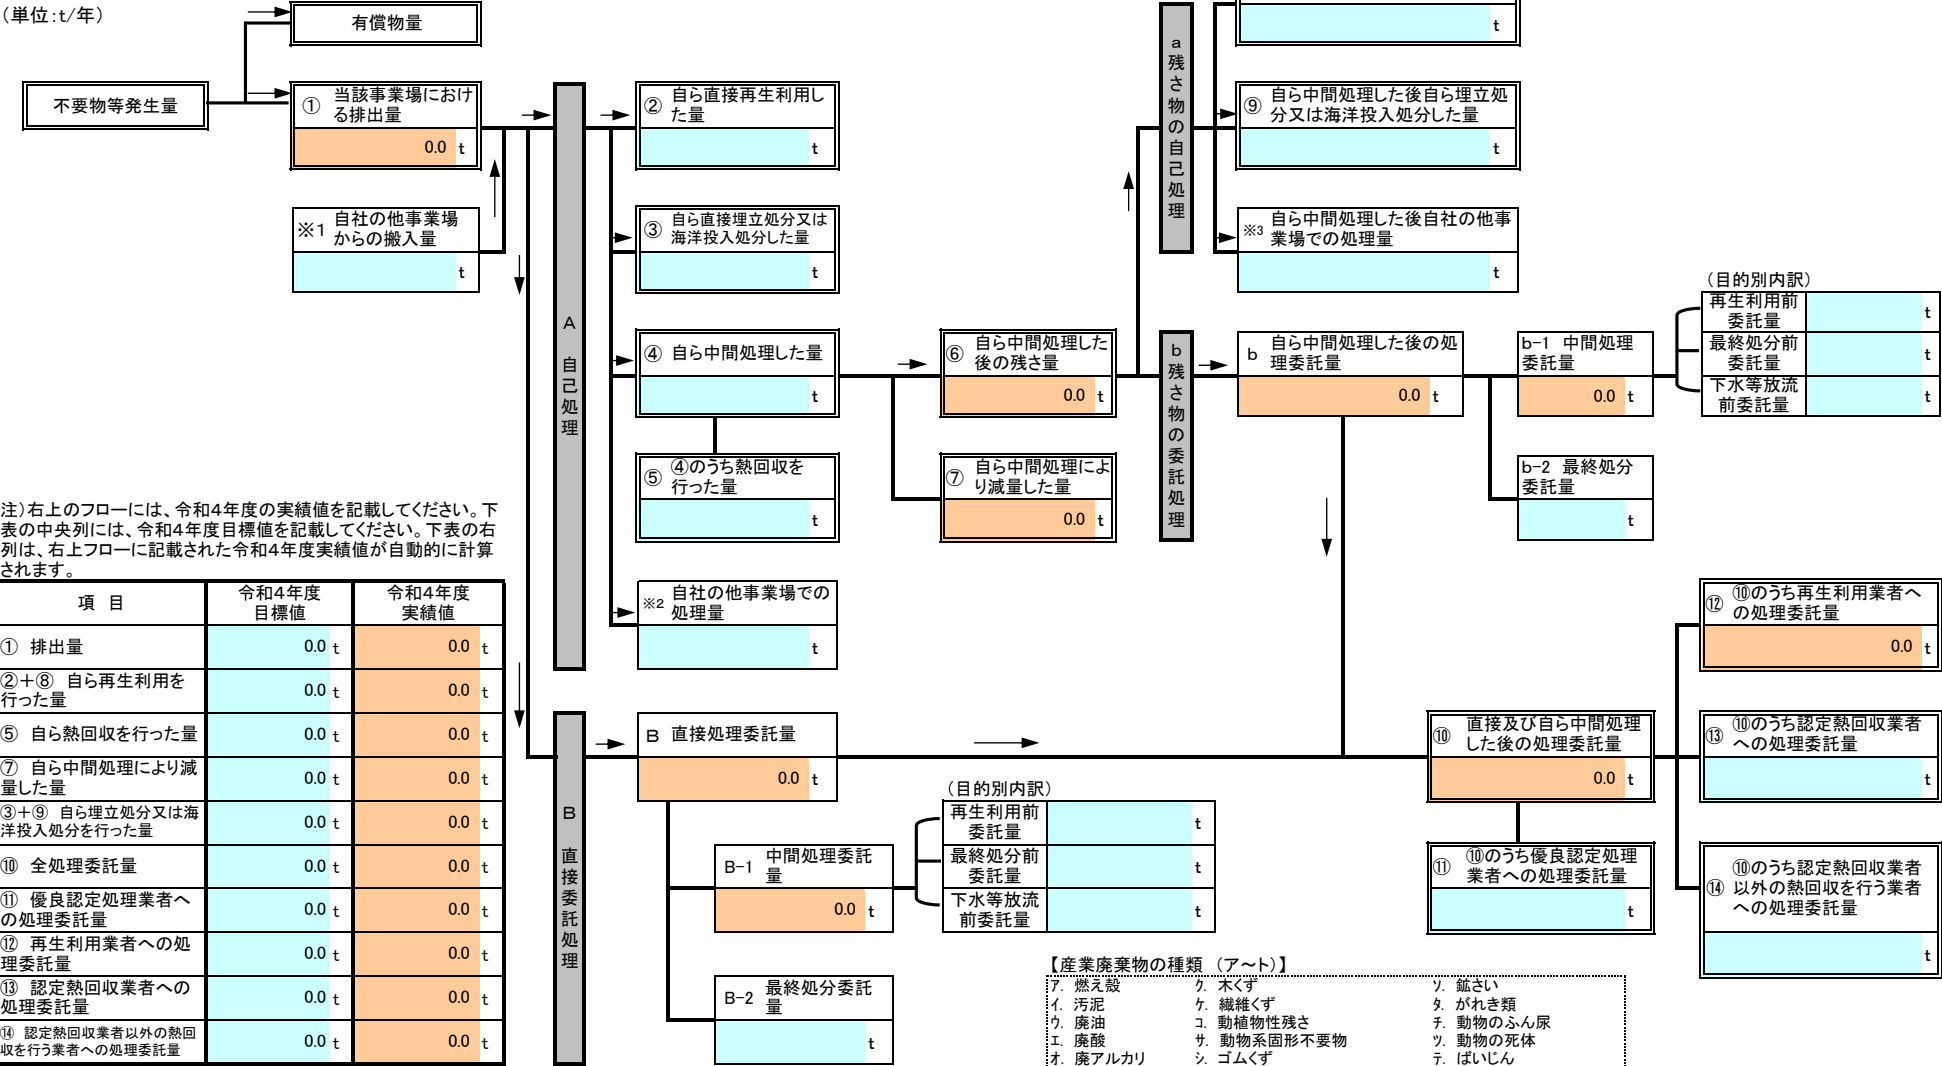 （単位:t/年）
有償物量
不要物等発生量
① 当該事業場におけ
る排出量
0.0 t
※1 自社の他事業場
からの搬入量
t
A 自己処理
② 自ら直接再生利用し
た量
t
③ 自ら直接埋立処分又は
海洋投入処分した量
t
④ 自ら中間処理した量
t
⑤ ④のうち熱回収を
行った量
t
※2 自社の他事業場での
処理量
t
⑥ 自ら中間処理した
後の残さ量
0.0 t
⑦ 自ら中間処理によ
り減量した量
0.0 t
a残さ物の自己処理
t
⑨ 自ら中間処理した後自ら埋立処
分又は海洋投入処分した量
t
※3 自ら中間処理した後自社の他事
業場での処理量
t
b残さ物の委託処理
b 自ら中間処理した後の処
理委託量
0.0 t
b-1 中間処理
委託量
0.0 t
b-2 最終処分
委託量
t
（目的別内訳）
再生利用前
委託量
t
最終処分前
委託量
t
下水等放流
前委託量
t
注）右上のフローには、令和4年度の実績値を記載してください。下
表の中央列には、令和4年度目標値を記載してください。下表の右
列は、右上フローに記載された令和4年度実績値が自動的に計算
されます。
項 目
令和4年度
目標値
令和4年度
実績値
① 排出量
0.0 t 0.0 t
②+⑧ 自ら再生利用を
行った量
0.0 t 0.0 t
⑤ 自ら熱回収を行った量
0.0 t 0.0 t
⑦ 自ら中間処理により減
量した量
0.0 t 0.0 t
③+⑨ 自ら埋立処分又は海
洋投入処分を行った量
0.0 t 0.0 t
⑩ 全処理委託量
0.0 t 0.0 t
⑪ 優良認定処理業者へ
の処理委託量
0.0 t 0.0 t
⑫ 再生利用業者への処
理委託量
0.0 t 0.0 t
⑬ 認定熱回収業者への
処理委託量
0.0 t 0.0 t
⑭ 認定熱回収業者以外の熱回
収を行う業者への処理委託量
0.0 t 0.0 t
B 直接委託処理
B 直接処理委託量
0.0 t
B-1 中間処理委託
量
0.0 t
B-2 最終処分委託
量
t
（目的別内訳）
再生利用前
委託量
t
最終処分前
委託量
t
下水等放流
前委託量
t
⑩ 直接及び自ら中間処理
した後の処理委託量
0.0 t
⑪ ⑩のうち優良認定処理
業者への処理委託量
t
⑫ ⑩のうち再生利用業者へ
の処理委託量
0.0 t
⑬ ⑩のうち認定熱回収業者
への処理委託量
t
⑭ ⑩のうち認定熱回収業者
以外の熱回収を行う業者
への処理委託量
t
【産業廃棄物の種類 （ア～ト）】
ア. 燃え殻 ク. 木くず ソ. 鉱さい
イ. 汚泥 ケ. 繊維くず タ. がれき類
ウ. 廃油 コ. 動植物性残さ チ. 動物のふん尿
エ. 廃酸 サ. 動物系固形不要物 ツ. 動物の死体
オ. 廃アルカリ シ. ゴムくず テ. ばいじん